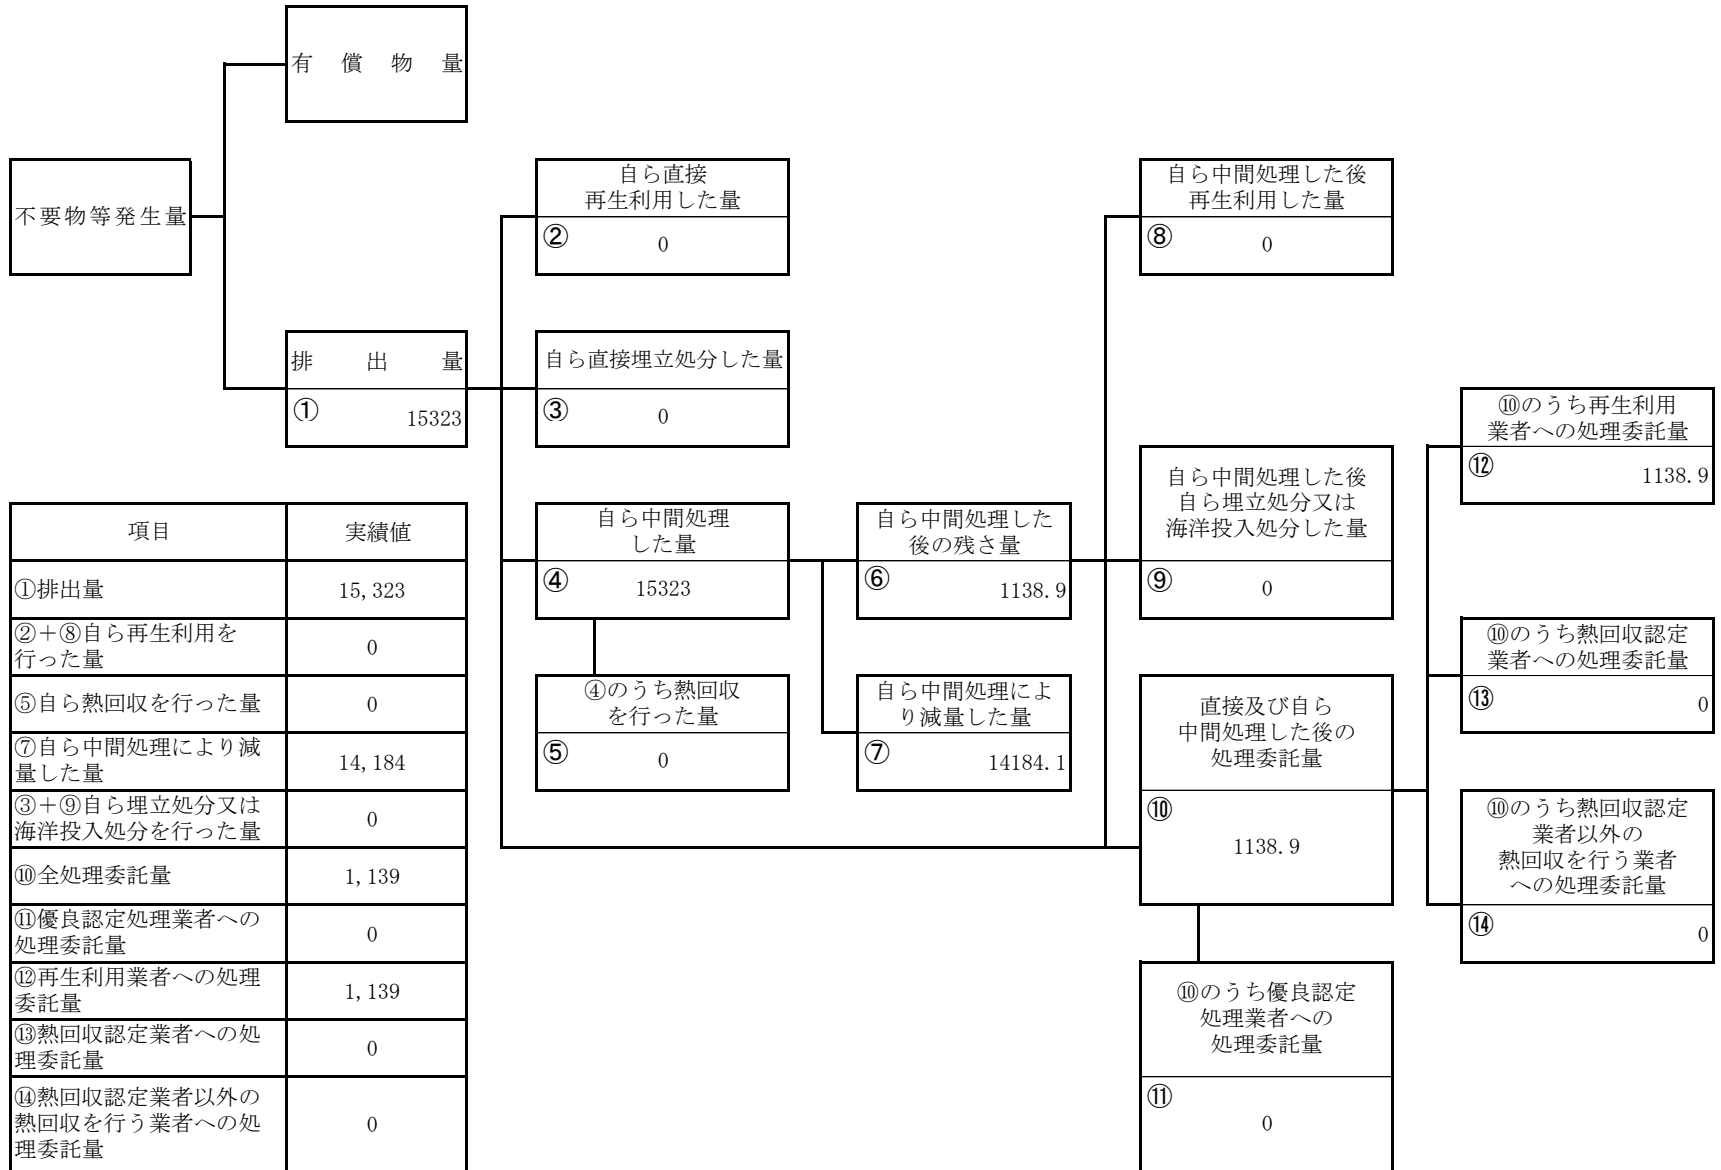 有償物量
不要物等発生量
自ら直接
再生利用した量
② 0
自ら中間処理した後
再生利用した量
⑧ 0
排出量
① 15323
自ら直接埋立処分した量
③ 0
⑩のうち再生利用
業者への処理委託量
⑫ 1138.9
自ら中間処理した後
自ら埋立処分又は
海洋投入処分した量
⑨ 0
自ら中間処理
した量
④ 15323
自ら中間処理した
後の残さ量
⑥ 1138.9
⑩のうち熱回収認定
業者への処理委託量
⑬ 0
④のうち熱回収
を行った量
⑤ 0
自ら中間処理によ
り減量した量
⑦ 14184.1
直接及び自ら
中間処理した後の
処理委託量
⑩
1138.9
⑩のうち熱回収認定
業者以外の
熱回収を行う業者
への処理委託量
⑭ 0
⑩のうち優良認定
処理業者への
処理委託量
⑪
0
項目 実績値
①排出量 15,323
②＋⑧自ら再生利用を
行った量 0
⑤自ら熱回収を行った量 0
⑦自ら中間処理により減
量した量 14,184
③＋⑨自ら埋立処分又は
海洋投入処分を行った量 0
⑩全処理委託量 1,139
⑪優良認定処理業者への
処理委託量 0
⑫再生利用業者への処理
委託量 1,139
⑬熱回収認定業者への処
理委託量 0
⑭熱回収認定業者以外の
熱回収を行う業者への処 0
理委託量